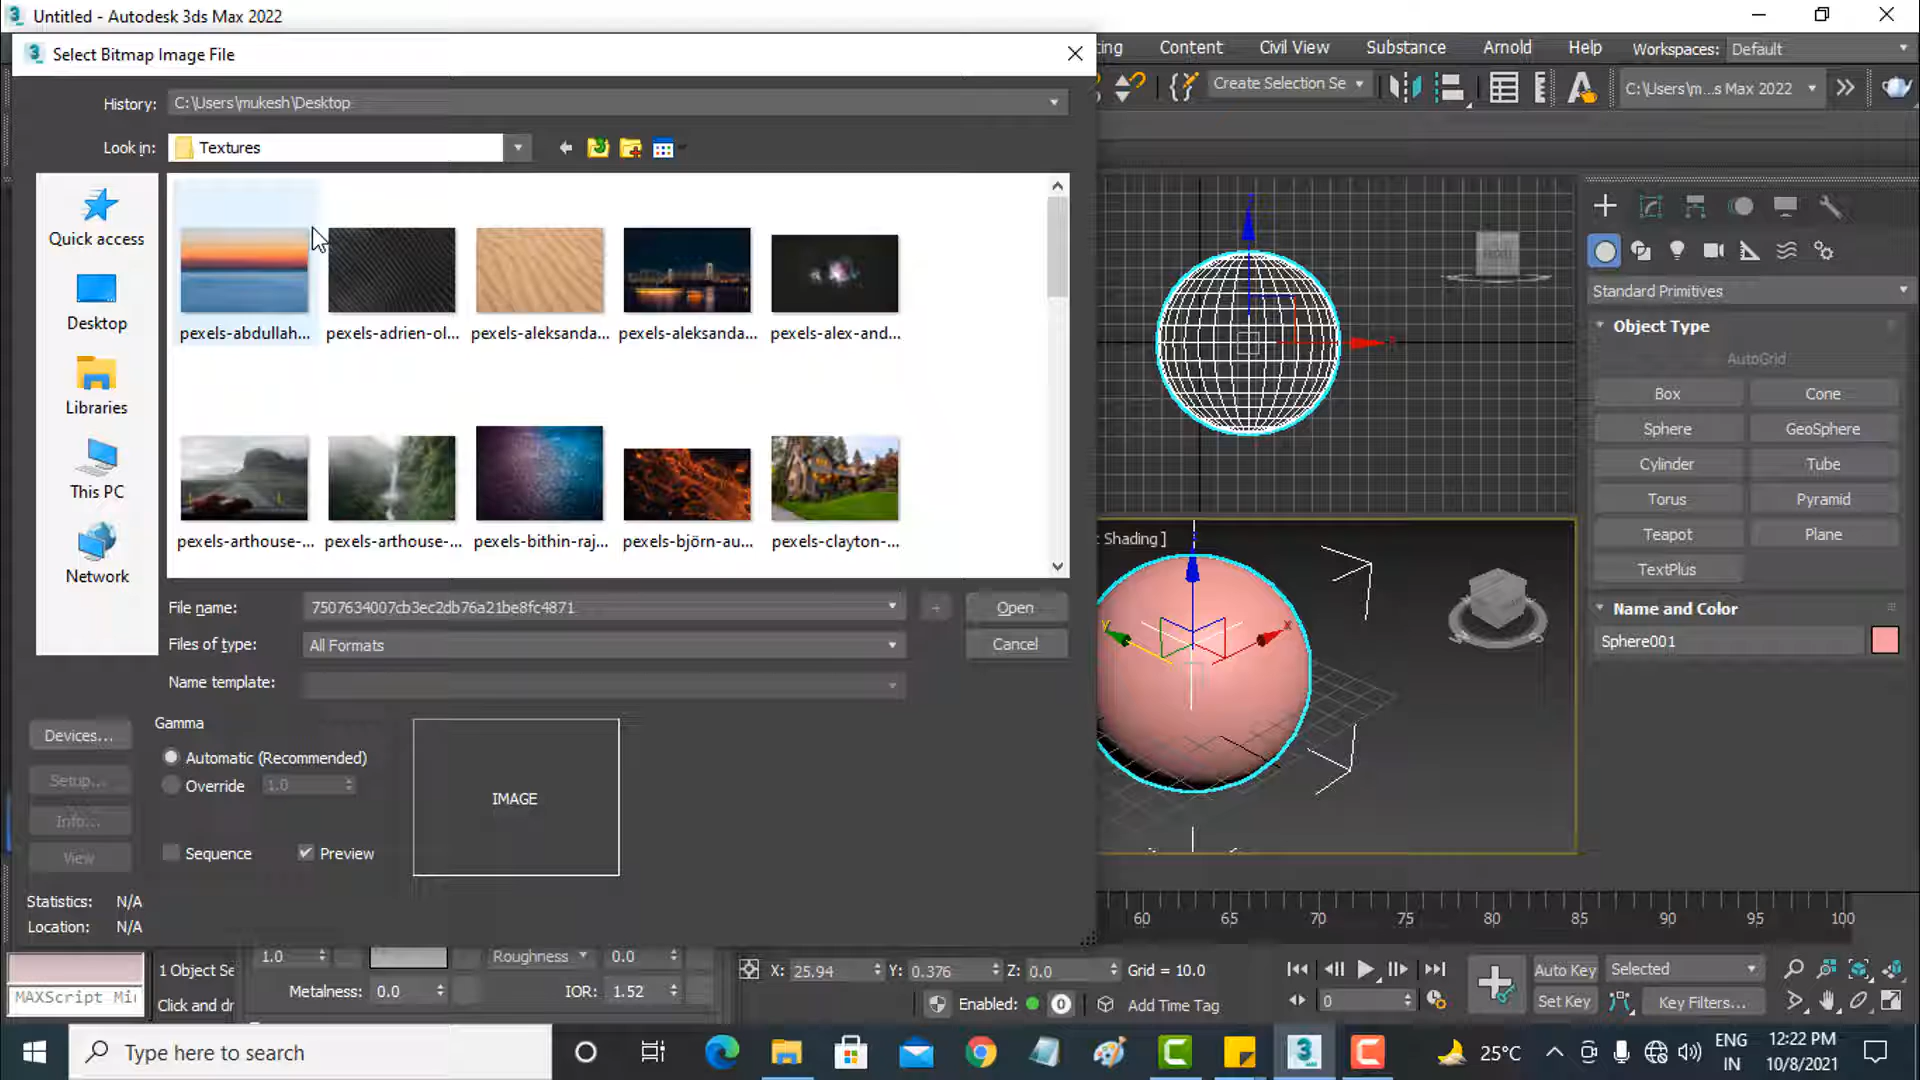 Untitled - Autodesk 3ds Max 2022
Select Bitmap Image File
ing Content Civil View Substance Arnold Help Workspaces: Default
History: C:\Users\mukesh\Desktop
Create Selection Se
C:\Users\m...s Max 2022
Look in: Textures
Quick access
Desktop
Libraries
This PC
Network
pexels-abdullah... pexels-adrien-ol... pexels-aleksanda... pexels-aleksanda... pexels-alex-and...
pexels-arthouse-... pexels-arthouse-... pexels-bithin-raj... pexels-björn-au... pexels-clayton-...
File name: 7507634007cb3ec2db76a21be8fc4871 + Open
Files of type: All Formats Cancel
Name template:
Gamma
Devices...
Automatic (Recommended)
Setup...
Override 1.0
Info...
View
Sequence Preview
IMAGE
Statistics: N/A
Location: N/A
: Shading ]
Standard Primitives
Object Type
AutoGrid
Box Cone
Sphere GeoSphere
Cylinder Tube
Torus Pyramid
Teapot Plane
TextPlus
Name and Color
Sphere001
60 65 70 75 80 85 90 95 100
1.0 Roughness 0.0
Metalness: 0.0 IOR: 1.52
MAXScript Mi
1 Object Se
Click and dr
X: 25.94 Y: 0.376 Z: 0.0 Grid = 10.0
Enabled: 0 Add Time Tag
0
Auto Key Selected
Set Key Key Filters...
Type here to search
25°C
ENG
IN
12:22 PM
10/8/2021